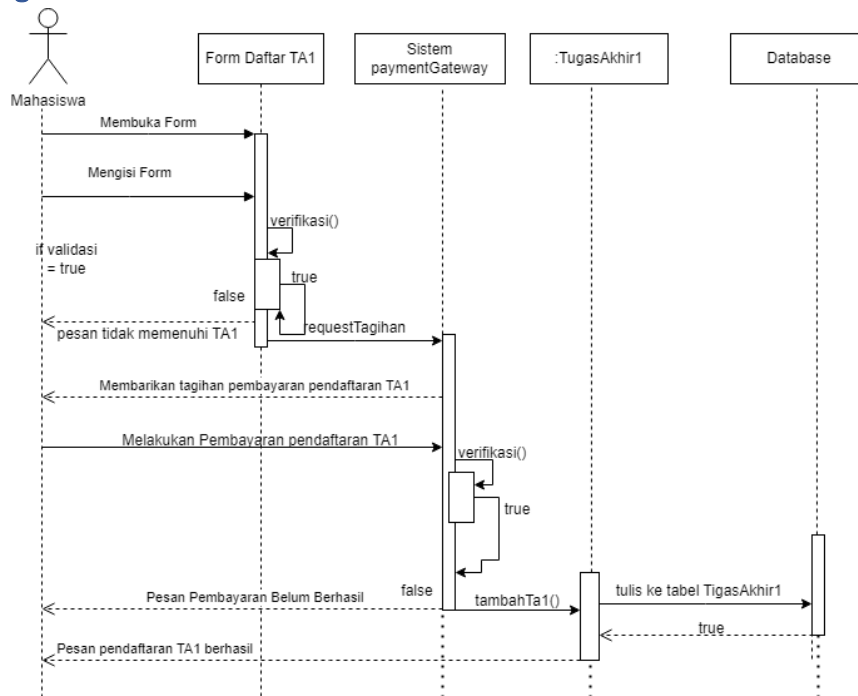 Form Daftar TA1
Sistem
paymentGateway
:TugasAkhir1
Database
Mahasiswa
Membuka Form
Mengisi Form
verifikasi()
if validasi
= true
true
false
pesan tidak memenuhi TA1
requestTagihan
Membarikan tagihan pembayaran pendaftaran TA1
Melakukan Pembayaran pendaftaran TA1
verifikasi()
true
false
Pesan Pembayaran Belum Berhasil
tambahTa1()
tulis ke tabel TigasAkhir1
true
Pesan pendaftaran TA1 berhasil